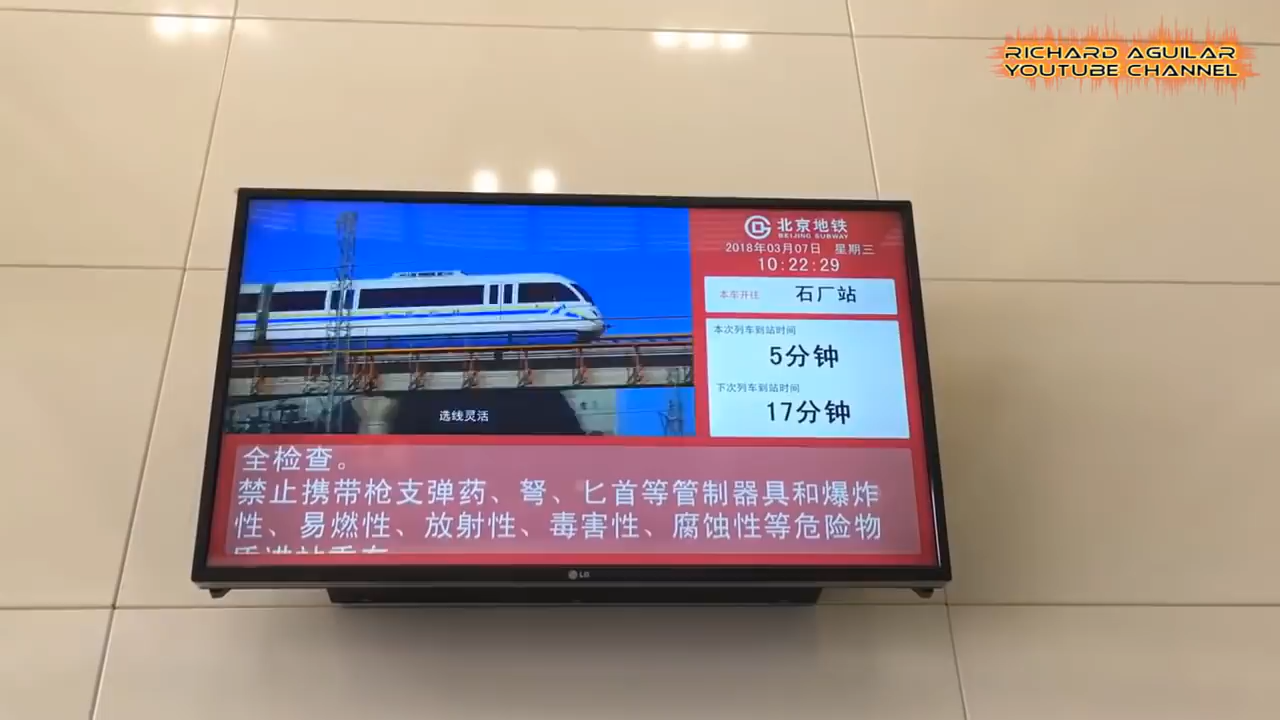 RICHARD AGUILAR
YOUTUBE CHANNEL
北京地铁
BEIJING SUBWAY
2018年03月07日 星期三
10:22:29
本车开往 石厂站
本次列车到站时间
5分钟
下次列车到站时间
17分钟
选线灵活
全检查。
禁止携带枪支弹药、弩、匕首等管制器具和爆炸
性、易燃性、放射性、毒害性、腐蚀性等危险物
LG